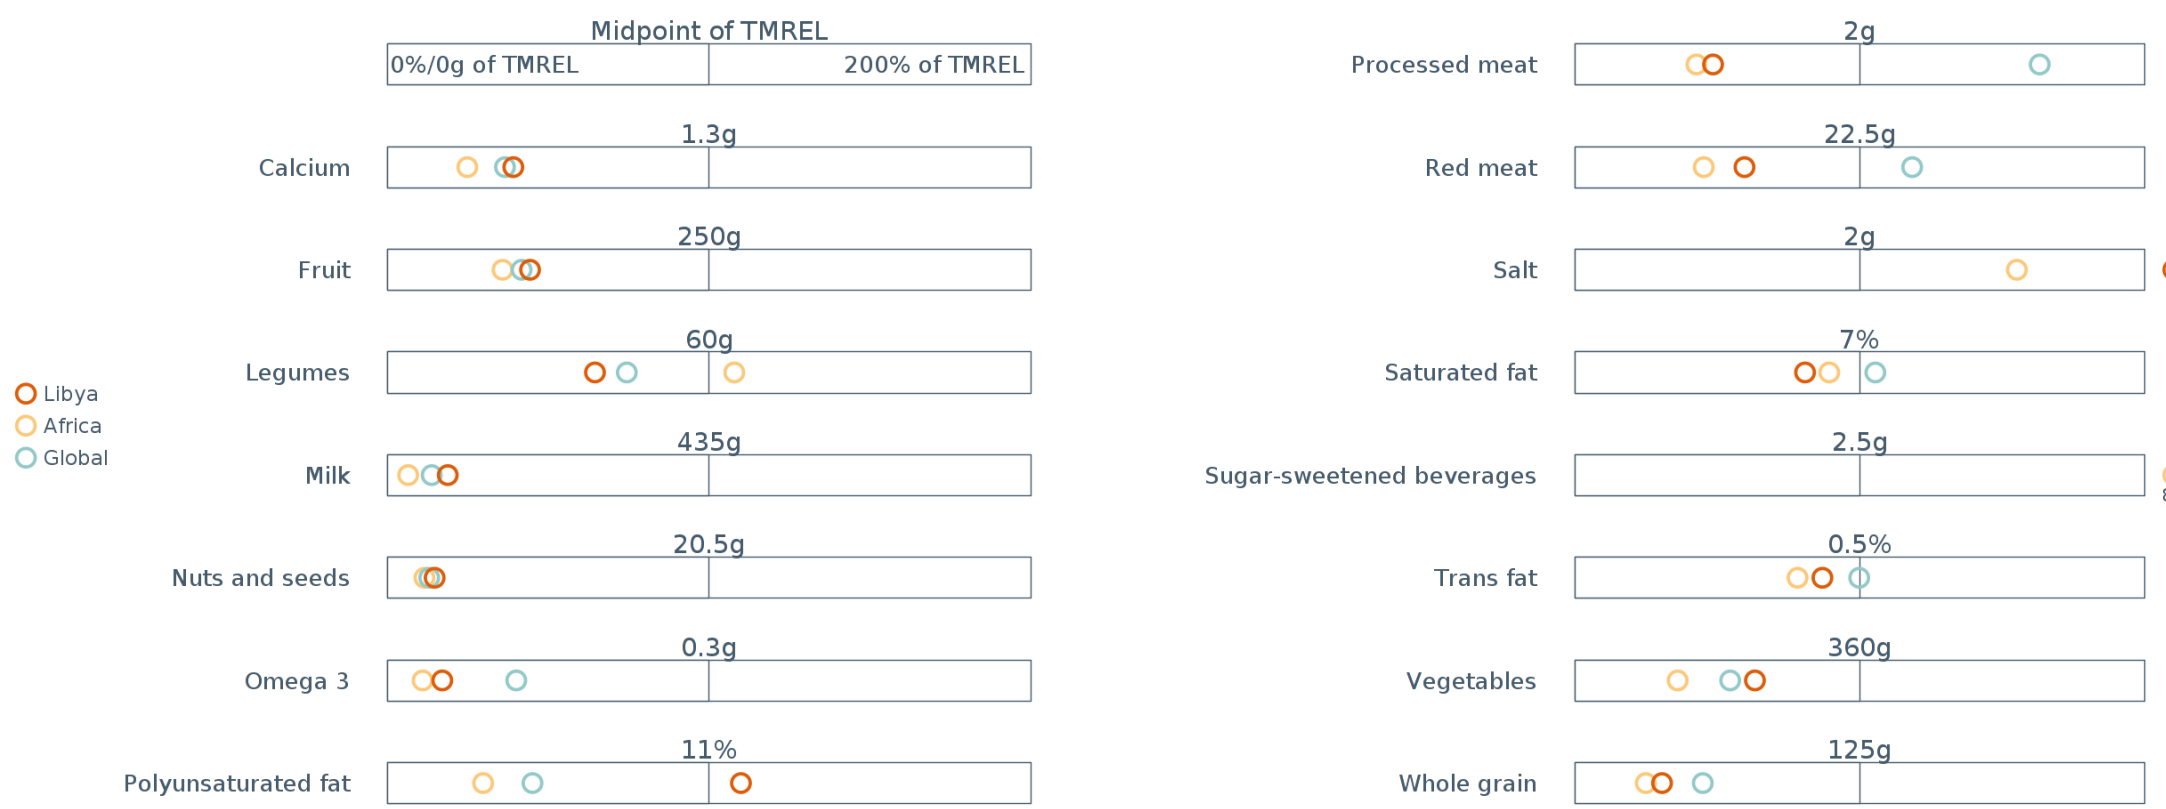 Midpoint of TMREL
0%/0g of TMREL
200% of TMREL
Calcium
1.3g
Fruit
250g
Legumes
60g
Milk
435g
Nuts and seeds
20.5g
Omega 3
0.3g
Polyunsaturated fat
11%
Libya
Africa
Global
Processed meat
2g
Red meat
22.5g
Salt
2g
Saturated fat
7%
Sugar-sweetened beverages
2.5g
Trans fat
0.5%
Vegetables
360g
Whole grain
125g